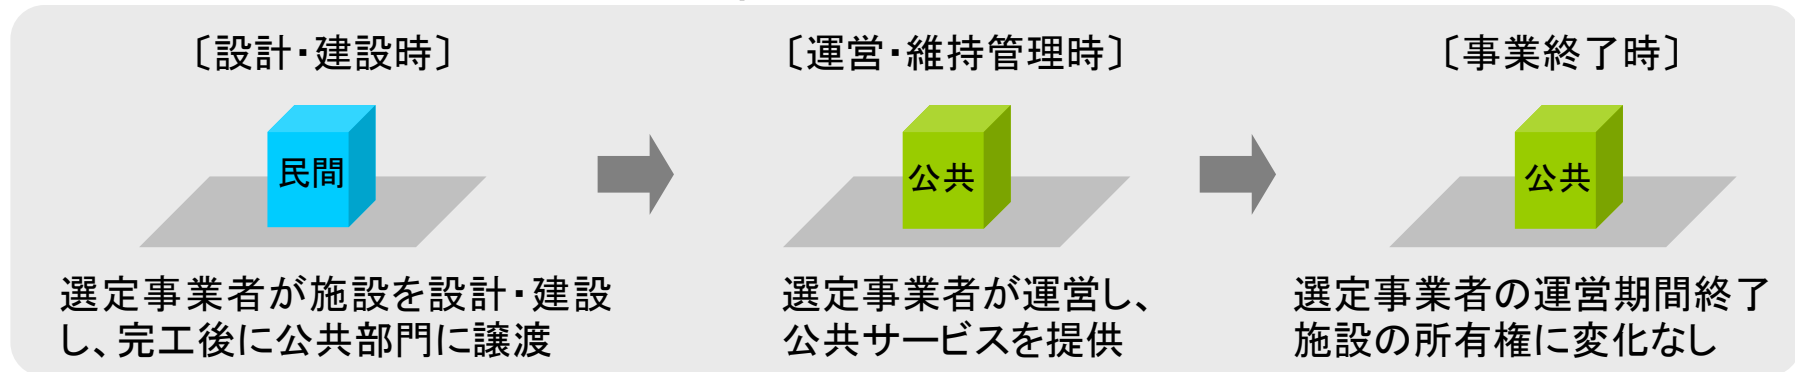 〔設計・建設時〕
〔運営・維持管理時〕
〔事業終了時〕
民間
公共
公共
選定事業者が施設を設計・建設
し、完工後に公共部門に譲渡
選定事業者が運営し、
公共サービスを提供
選定事業者の運営期間終了
施設の所有権に変化なし